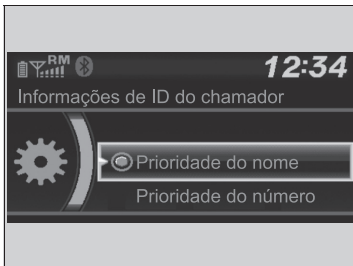 RM 12:34
Informações de ID do chamador
Prioridade do nome
Prioridade do número